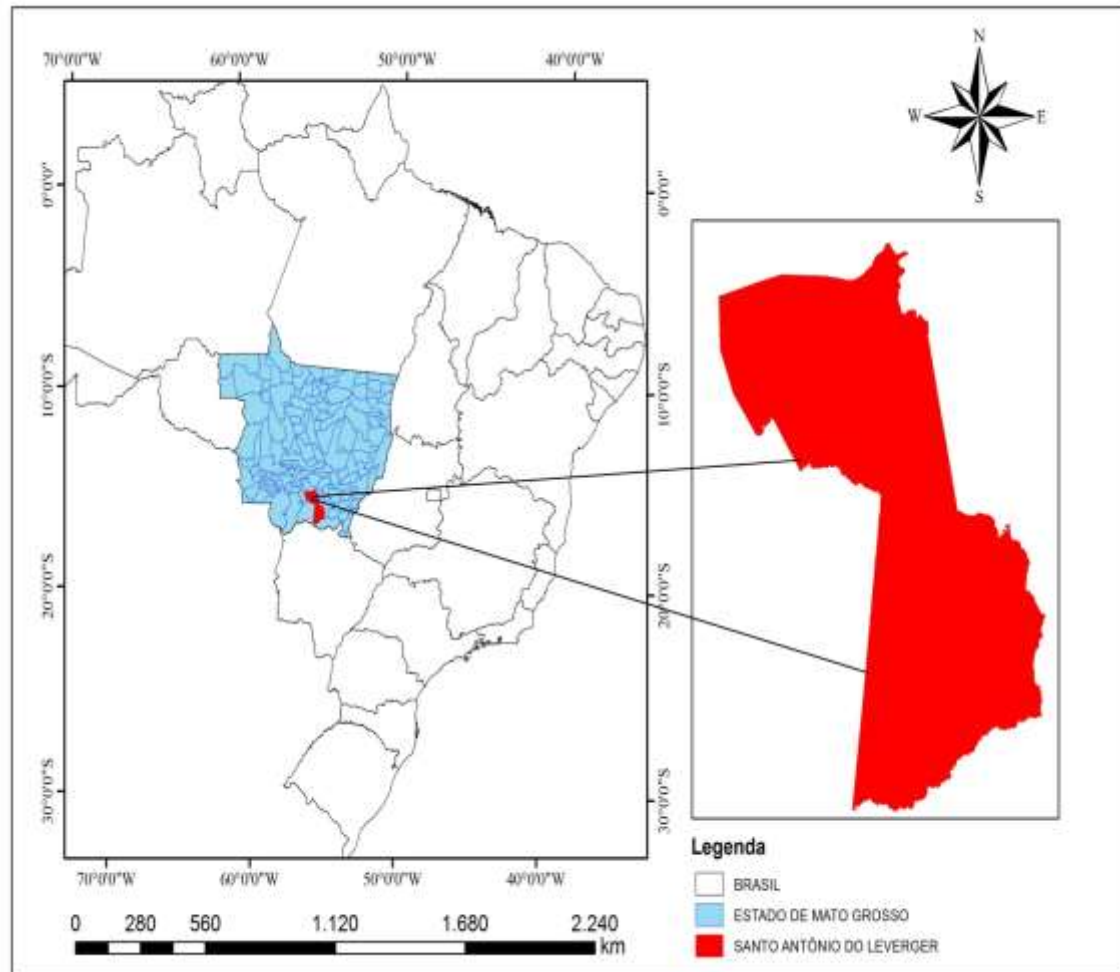 70°0'0"W 60°0'0"W 50°0'0"W 40°0'0"W
N
W E
S
0°0'0"
0°0'0"
10°0'0"S
10°0'0"S
20°0'0"S
20°0'0"S
30°0'0"S
30°0'0"S
70°0'0"W 60°0'0"W 50°0'0"W 40°0'0"W
Legenda
BRASIL
ESTADO DE MATO GROSSO
SANTO ANTÔNIO DO LEVERGER
0 280 560 1.120 1.680 2.240
km